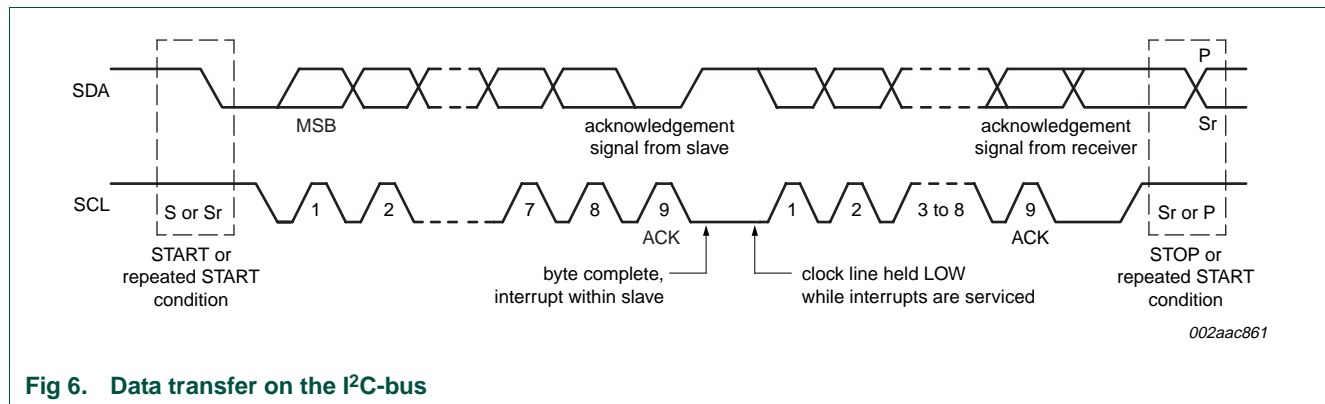 P
SDA
MSB
acknowledgement
signal from slave
acknowledgement
signal from receiver
Sr
SCL
S or Sr
1
2
7
8
9
1
2
3 to 8
9
Sr or P
ACK
ACK
START or
repeated START
condition
byte complete,
interrupt within slave
clock line held LOW
while interrupts are serviced
STOP or
repeated START
condition
002aac861
Fig 6. Data transfer on the I²C-bus